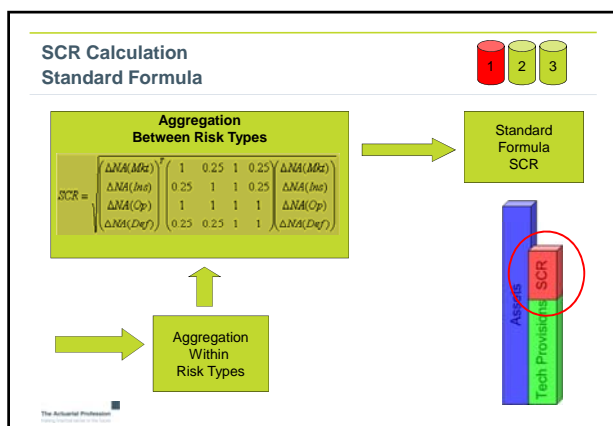 SCR Calculation
Standard Formula
1 2 3
Aggregation
Between Risk Types
SCR = √ (ΔNA(Mkt) ΔNA(Ins) ΔNA(Op) ΔNA(Def))ᵀ
1 0.25 1 0.25 ΔNA(Mkt)
0.25 1 1 0.25 ΔNA(Ins)
1 1 1 1 ΔNA(Op)
0.25 0.25 1 1 ΔNA(Def)
Standard
Formula
SCR
Aggregation
Within
Risk Types
Assets
SCR
Tech Provisions
The Actuarial Profession